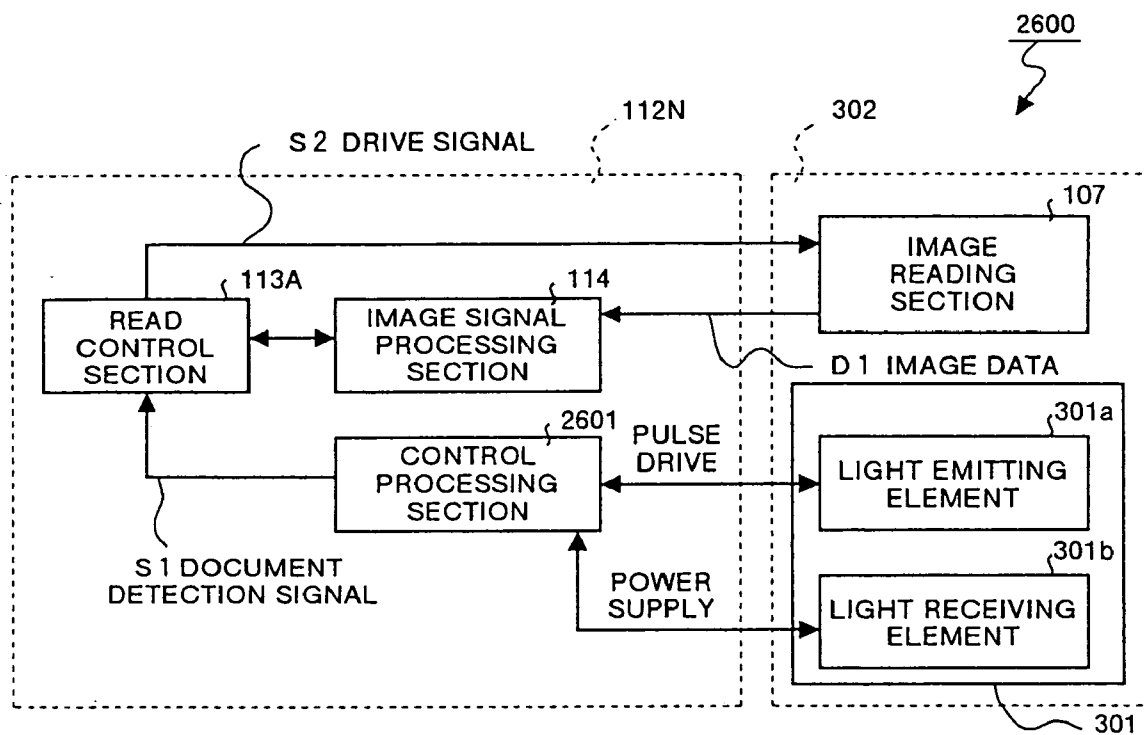 2600
112N
302
S2 DRIVE SIGNAL
107
IMAGE
READING
SECTION
113A
READ
CONTROL
SECTION
114
IMAGE SIGNAL
PROCESSING
SECTION
D1 IMAGE DATA
2601
CONTROL
PROCESSING
SECTION
PULSE
DRIVE
301a
LIGHT EMITTING
ELEMENT
S1 DOCUMENT
DETECTION SIGNAL
POWER
SUPPLY
301b
LIGHT RECEIVING
ELEMENT
301